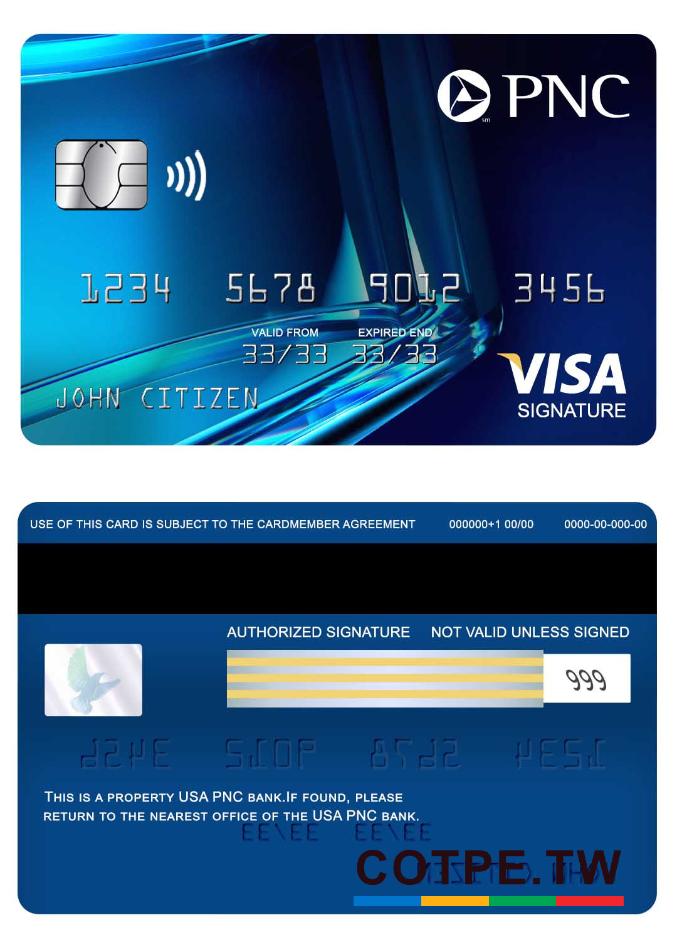 PNC
SM
1234 5678 9012 3456
VALID FROM EXPIRED END
33/33 33/33
JOHN CITIZEN
VISA
SIGNATURE
USE OF THIS CARD IS SUBJECT TO THE CARDMEMBER AGREEMENT 000000+1 00/00 0000-00-000-00
AUTHORIZED SIGNATURE NOT VALID UNLESS SIGNED
999
THIS IS A PROPERTY USA PNC BANK.IF FOUND, PLEASE
RETURN TO THE NEAREST OFFICE OF THE USA PNC BANK.
COTPE.TW